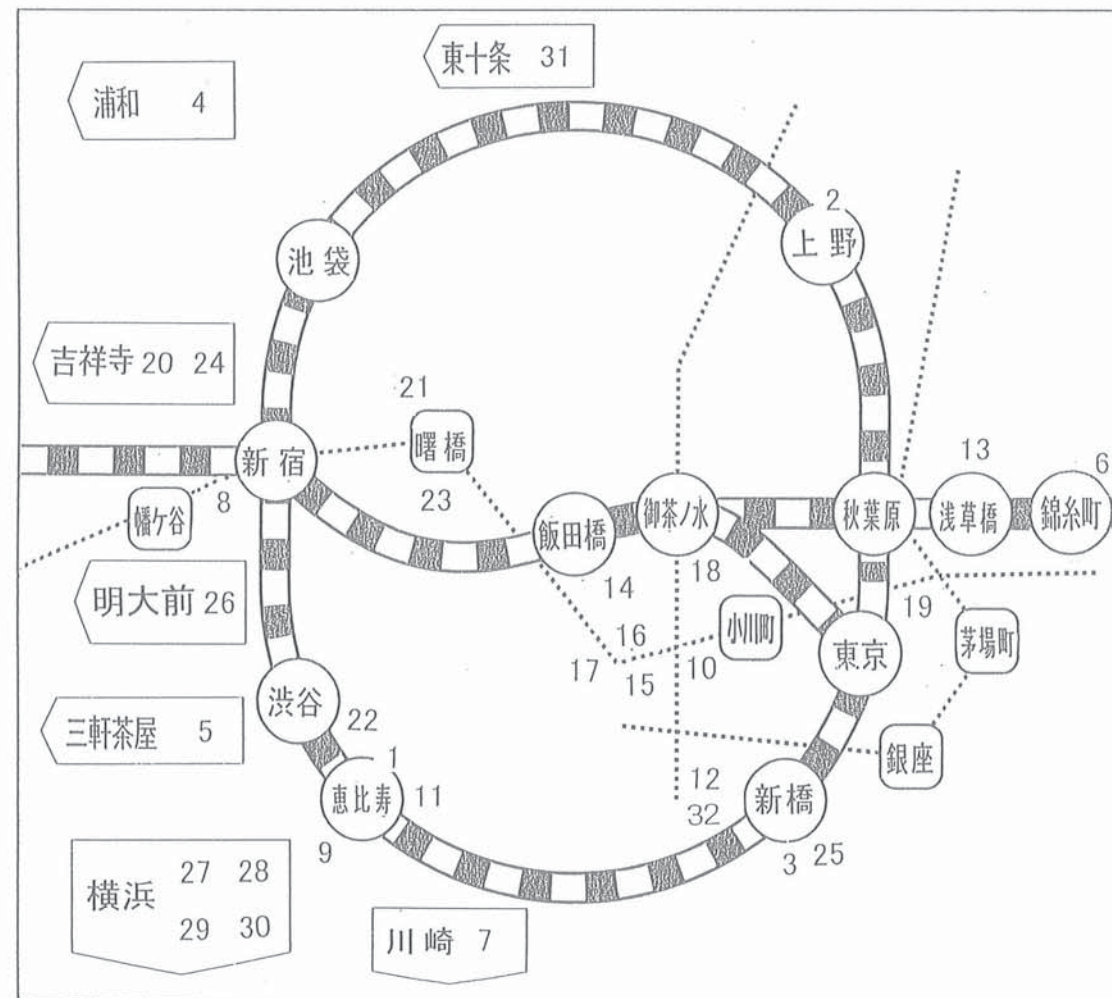 東十条 31
浦和 4
2
上野
池袋
吉祥寺 20 24
21
曙橋
23
新宿
8
幡ケ谷
13
6
飯田橋
御茶ノ水
秋葉原
浅草橋
錦糸町
14
18
19
明大前 26
16
小川町
17
15
10
東京
茅場町
渋谷
22
三軒茶屋 5
銀座
1
恵比寿
11
12
新橋
32
9
3
25
横浜
27 28
29 30
川崎 7